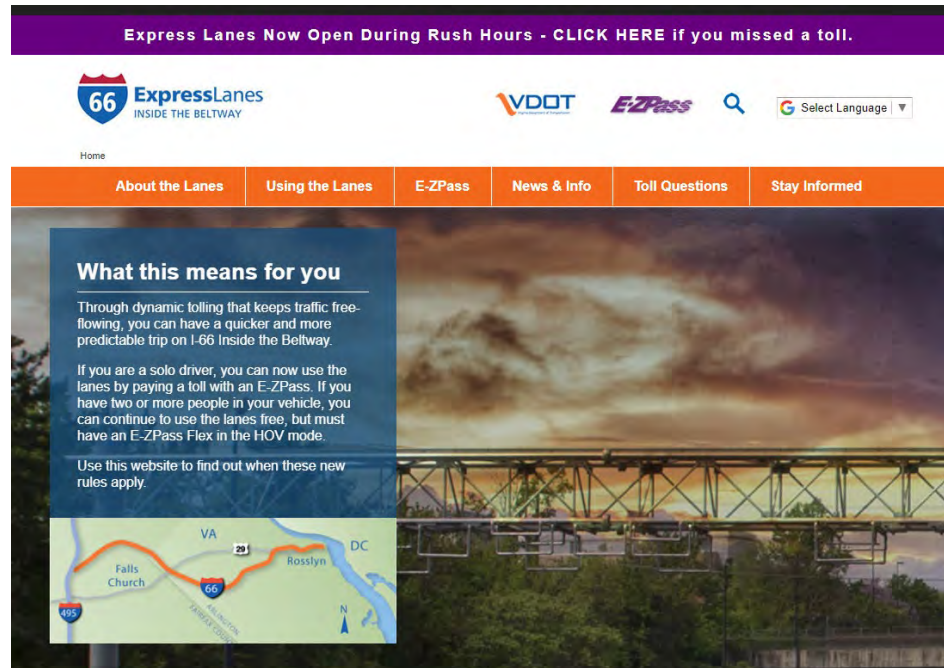 Express Lanes Now Open During Rush Hours - CLICK HERE if you missed a toll.
66
ExpressLanes
INSIDE THE BELTWAY
VDOT
E-ZPass
G Select Language ▼
Home
About the Lanes
Using the Lanes
E-ZPass
News & Info
Toll Questions
Stay Informed
What this means for you
Through dynamic tolling that keeps traffic free-
flowing, you can have a quicker and more
predictable trip on I-66 Inside the Beltway.
If you are a solo driver, you can now use the
lanes by paying a toll with an E-ZPass. If you
have two or more people in your vehicle, you
can continue to use the lanes free, but must
have an E-ZPass Flex in the HOV mode.
Use this website to find out when these new
rules apply.
VA
29
DC
Rosslyn
Falls
Church
66
495
ARLINGTON
FAIRFAX COUNTY
N